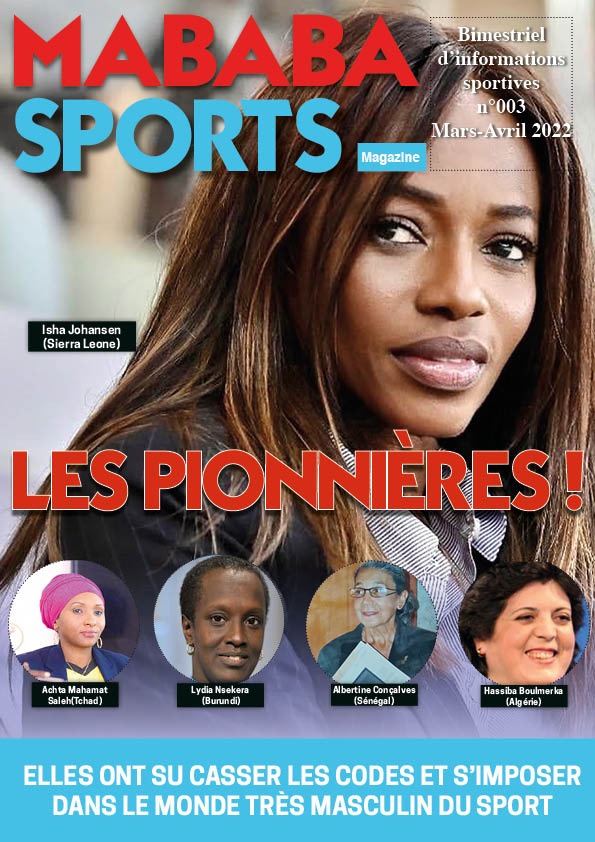 MABABA
SPORTS
Magazine
Bimestriel
d'informations
sportives
n°003
Mars-Avril 2022
Isha Johansen
(Sierra Leone)
LES PIONNIÈRES !
Achta Mahamat
Saleh(Tchad)
Lydia Nsekera
(Burundi)
Albertine Conçalves
(Sénégal)
Hassiba Boulmerka
(Algérie)
ELLES ONT SU CASSER LES CODES ET S'IMPOSER
DANS LE MONDE TRÈS MASCULIN DU SPORT